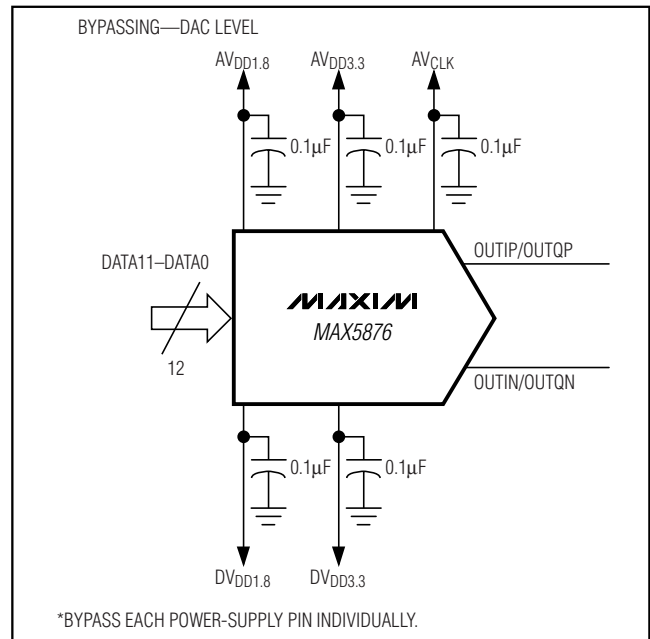 BYPASSING—DAC LEVEL
AVDD1.8 AVDD3.3 AVCLK
0.1µF 0.1µF 0.1µF
OUTIP/OUTQP
DATA11–DATA0
MAXIM
MAX5876
12
OUTIN/OUTQN
0.1µF 0.1µF
DVDD1.8 DVDD3.3
*BYPASS EACH POWER-SUPPLY PIN INDIVIDUALLY.